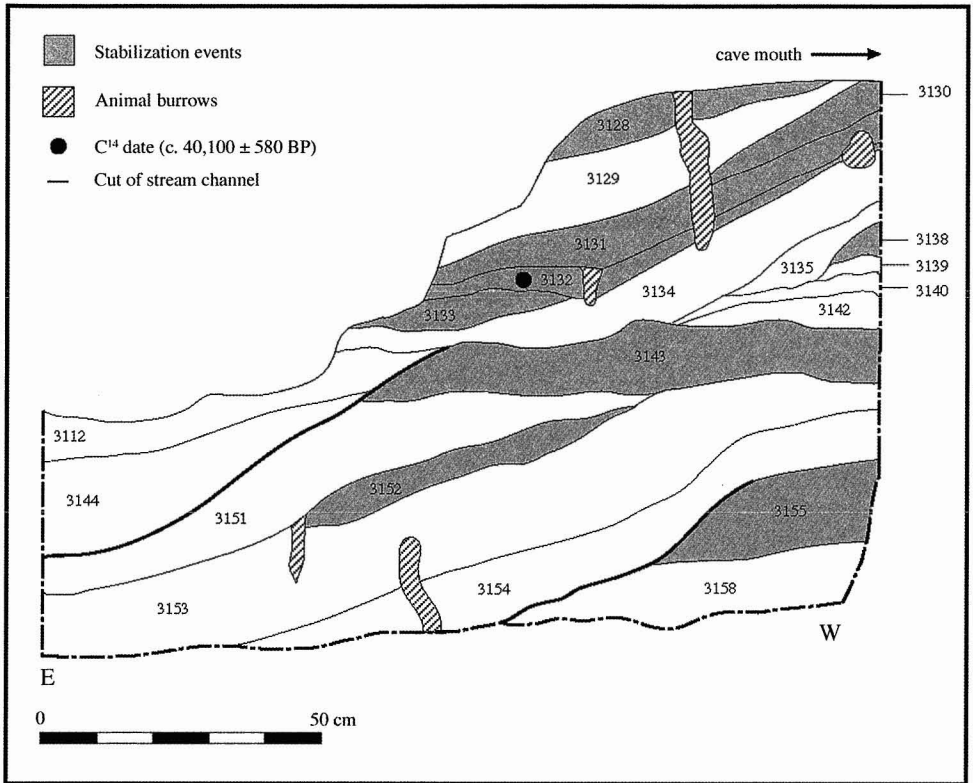 Stabilization events
Animal burrows
C¹⁴ date (c. 40,100 ± 580 BP)
Cut of stream channel
cave mouth
3130
3128
3129
3131
3138
3132
3135
3139
3134
3140
3133
3142
3143
3112
3152
3144
3151
3155
3154
3158
3153
W
E
0
50 cm